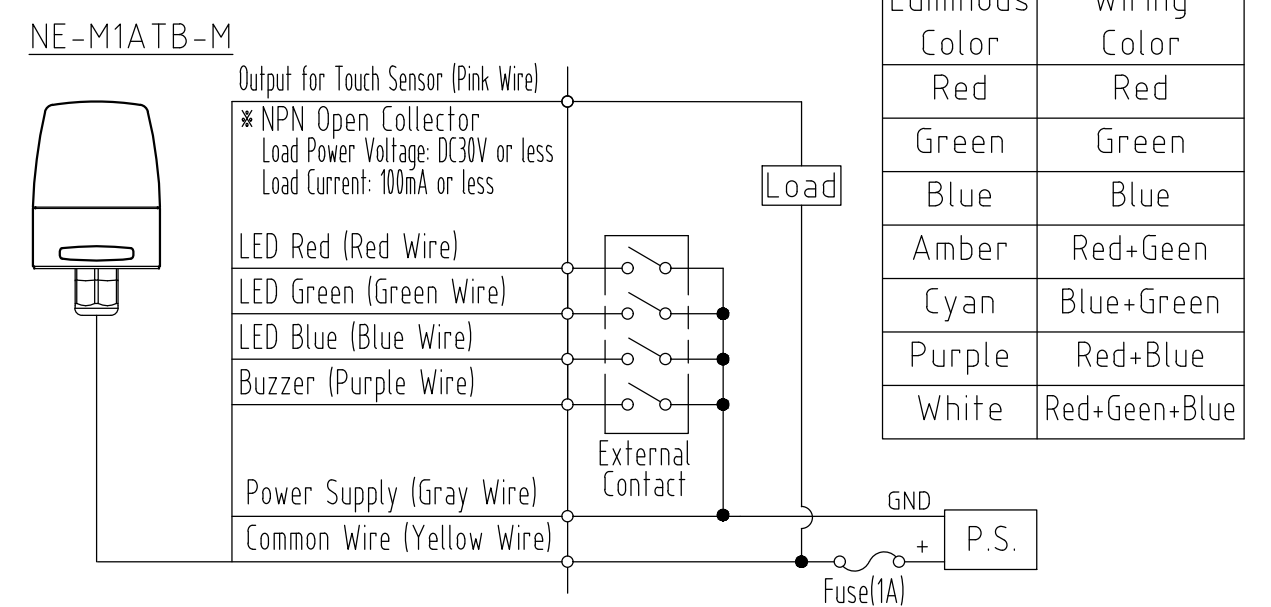 NE-M1ATB-M
Output for Touch Sensor (Pink Wire)
※ NPN Open Collector
Load Power Voltage: DC30V or less
Load Current: 100mA or less
LED Red (Red Wire)
LED Green (Green Wire)
LED Blue (Blue Wire)
Buzzer (Purple Wire)
Power Supply (Gray Wire)
Common Wire (Yellow Wire)
External
Contact
Load
GND
+
P.S.
Fuse(1A)
Luminous Wiring
Color Color
Red Red
Green Green
Blue Blue
Amber Red+Geen
Cyan Blue+Green
Purple Red+Blue
White Red+Geen+Blue